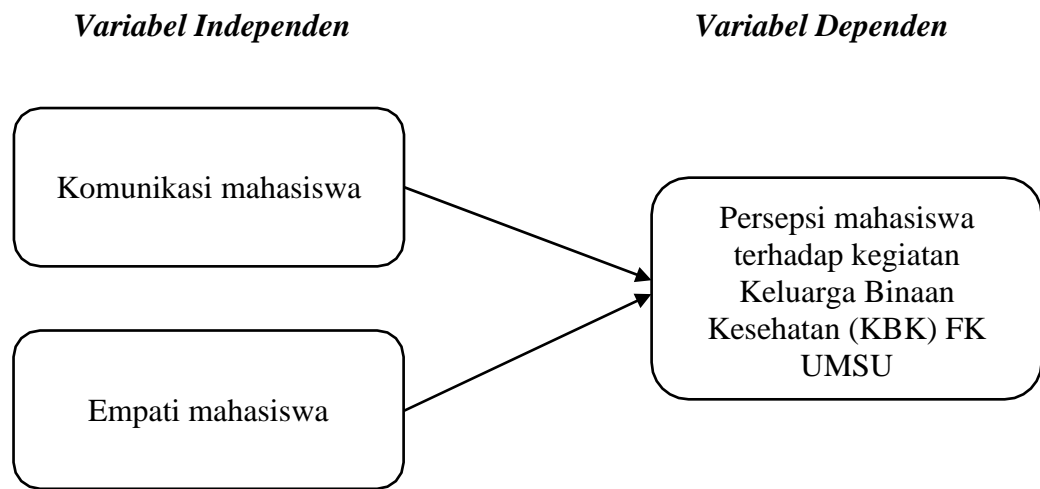 Variabel Independen
Variabel Dependen
Komunikasi mahasiswa
Empati mahasiswa
Persepsi mahasiswa
terhadap kegiatan
Keluarga Binaan
Kesehatan (KBK) FK
UMSU